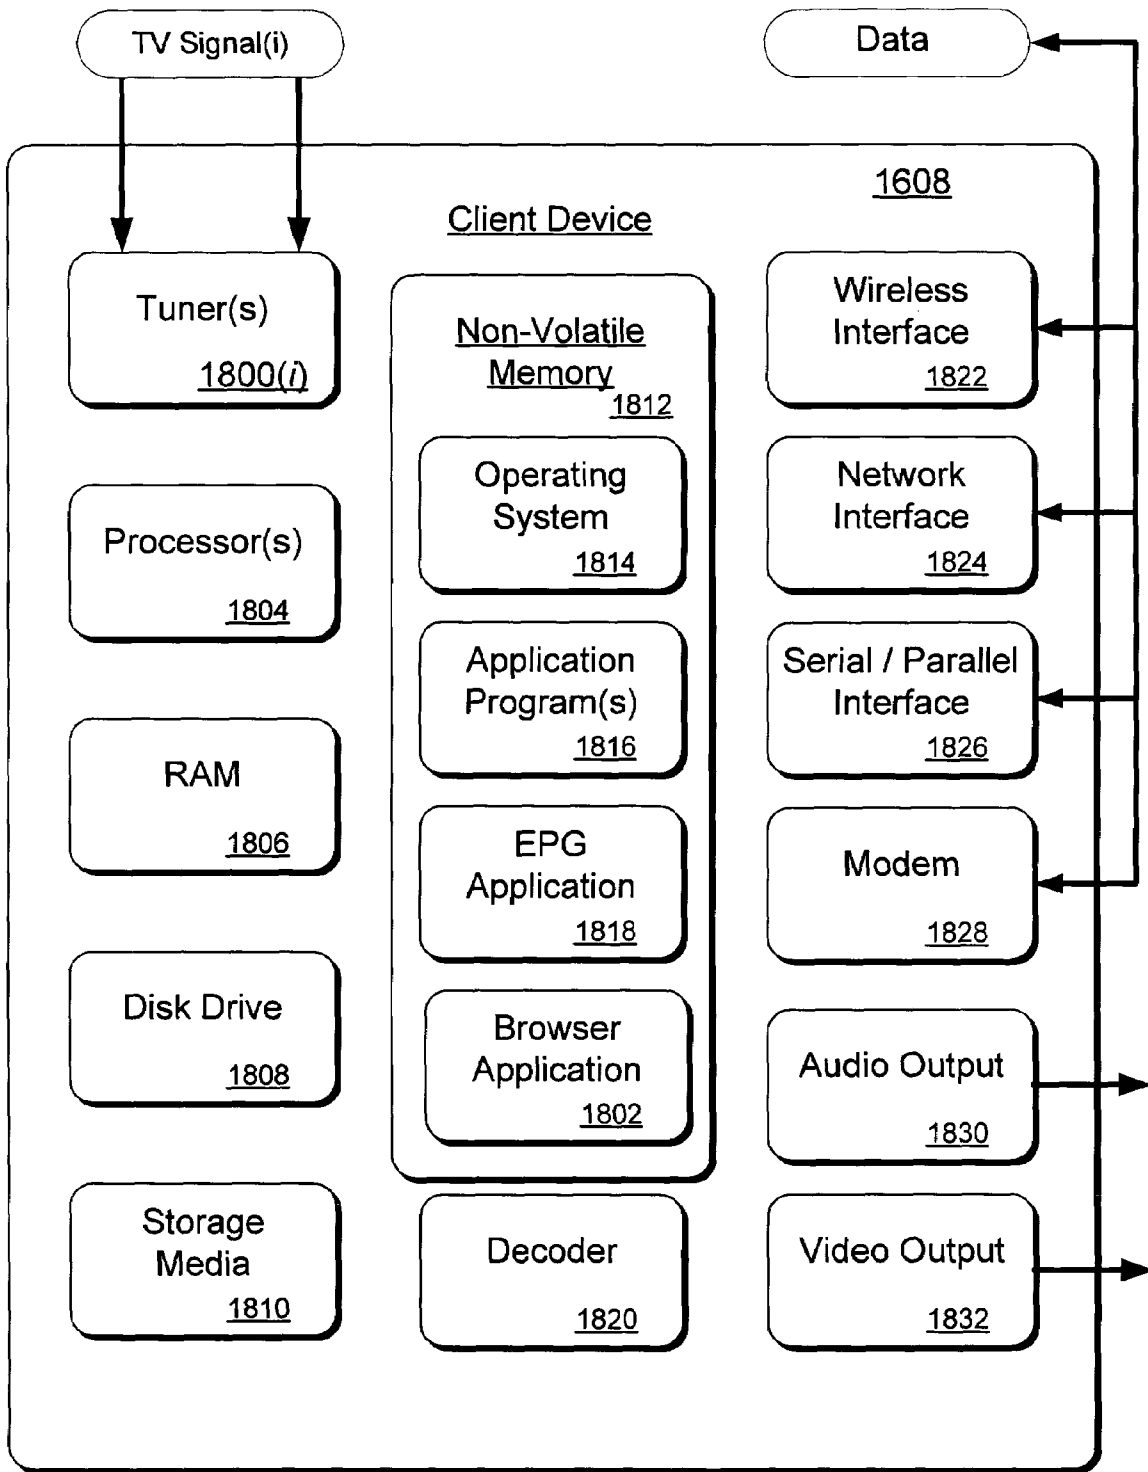 TV Signal(i)
Data
1608
Client Device
Tuner(s)
1800(i)
Processor(s)
1804
RAM
1806
Disk Drive
1808
Storage
Media
1810
Non-Volatile
Memory
1812
Operating
System
1814
Application
Program(s)
1816
EPG
Application
1818
Browser
Application
1802
Decoder
1820
Wireless
Interface
1822
Network
Interface
1824
Serial / Parallel
Interface
1826
Modem
1828
Audio Output
1830
Video Output
1832